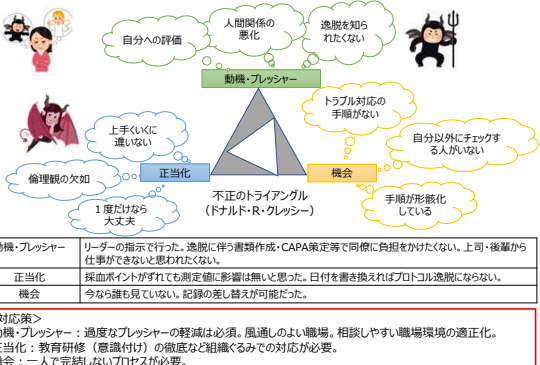 人間関係の
悪化
逸脱を知ら
れたくない
自分への評価
動機・プレッシャー
トラブル対応の
手順がない
上手くいくに
違いない
自分以外にチェックす
る人がいない
倫理観の欠如
正当化
機会
1度だけなら
大丈夫
不正のトライアングル
(ドナルド・R・クレッシー)
手順が形骸化
している
機・プレッシャー
リーダーの指示で行った。逸脱に伴う書類作成・CAPA策定等で同僚に負担をかけたくない。上司・後輩から
仕事ができないと思われたくない。
正当化
採血ポイントがずれても測定値に影響は無いと思った。日付を書き換えればプロトコル逸脱にならない。
機会
今なら誰も見ていない。記録の差し替えが可能だった。
対応策>
機・プレッシャー:過度なプレッシャーの軽減は必須。風通しのよい職場。相談しやすい職場環境の適正化。
当化:教育研修(意識付け)の徹底など組織ぐるみでの対応が必要。
会:一人で完結しないプロセスが必要。